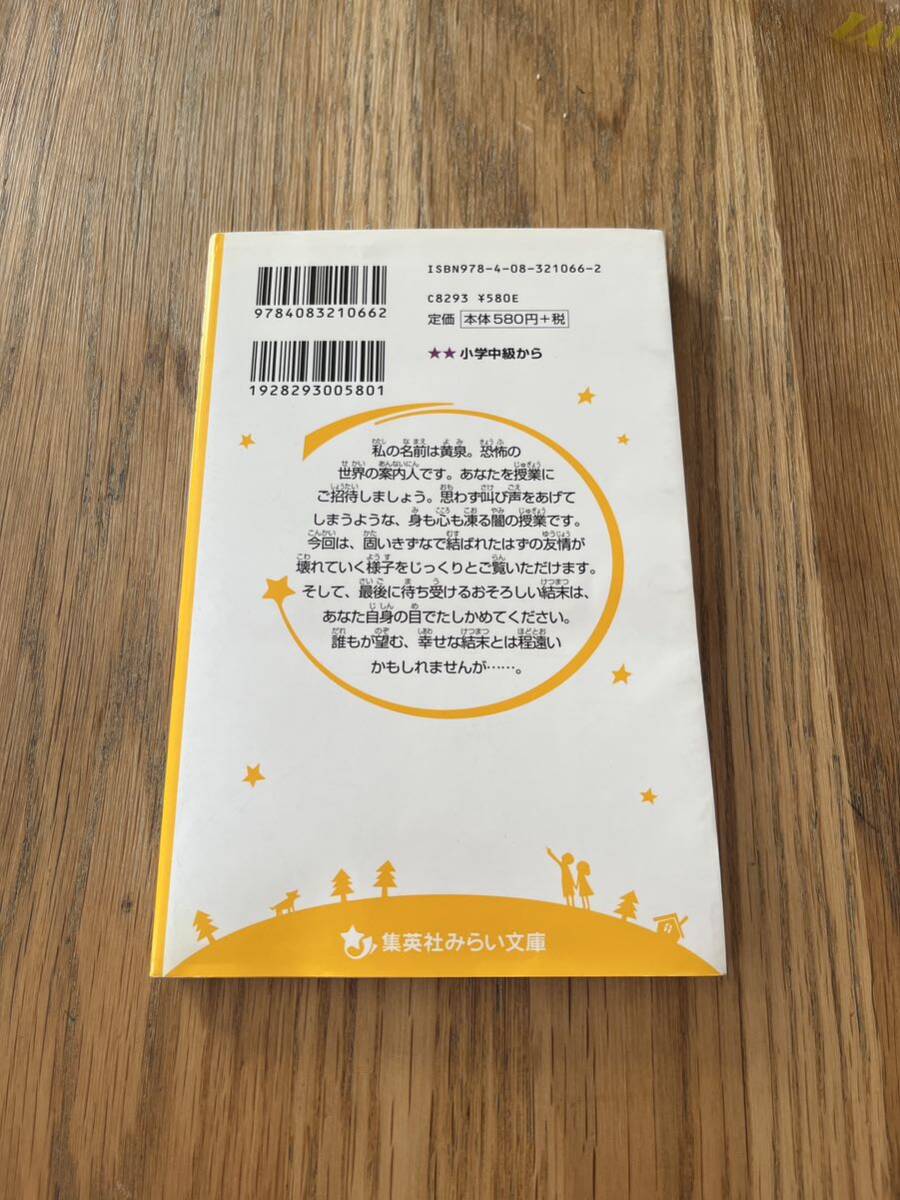 ISBN978-4-08-321066-2
9784083210662
C8293 ¥580E
定価 本体580円+税
★★小学中級から
1928293005801
私の名前は黄泉。恐怖の
世界の案内人です。あなたを授業に
ご招待しましょう。思わず叫び声をあげて
しまうような、身も心も凍る闇の授業です。
今回は、固いきずなで結ばれたはずの友情が
壊れていく様子をじっくりとご覧いただけます。
そして、最後に待ち受けるおそろしい結末は、
あなた自身の目でたしかめてください。
誰もが望む、幸せな結末とは程遠い
かもしれませんが……。
集英社みらい文庫